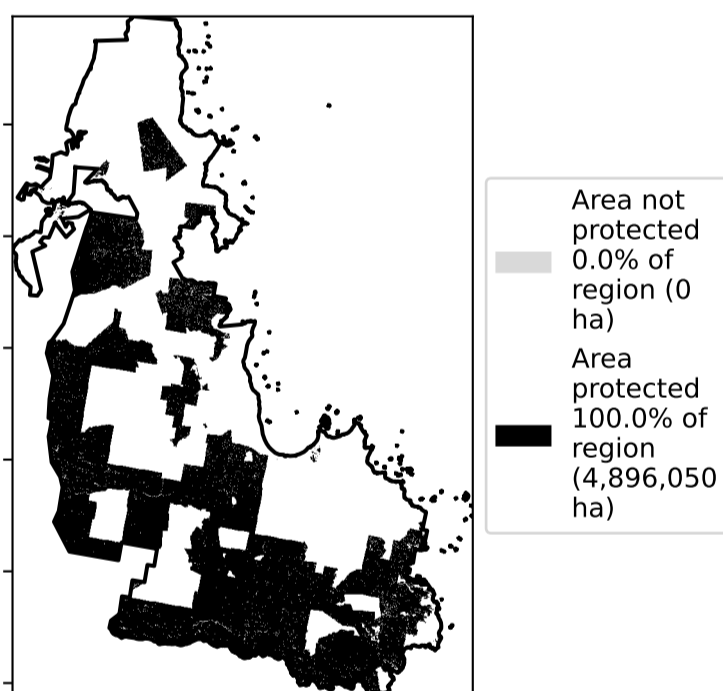 Area not
protected
0.0% of
region (0
ha)
Area
protected
100.0% of
region
(4,896,050
ha)